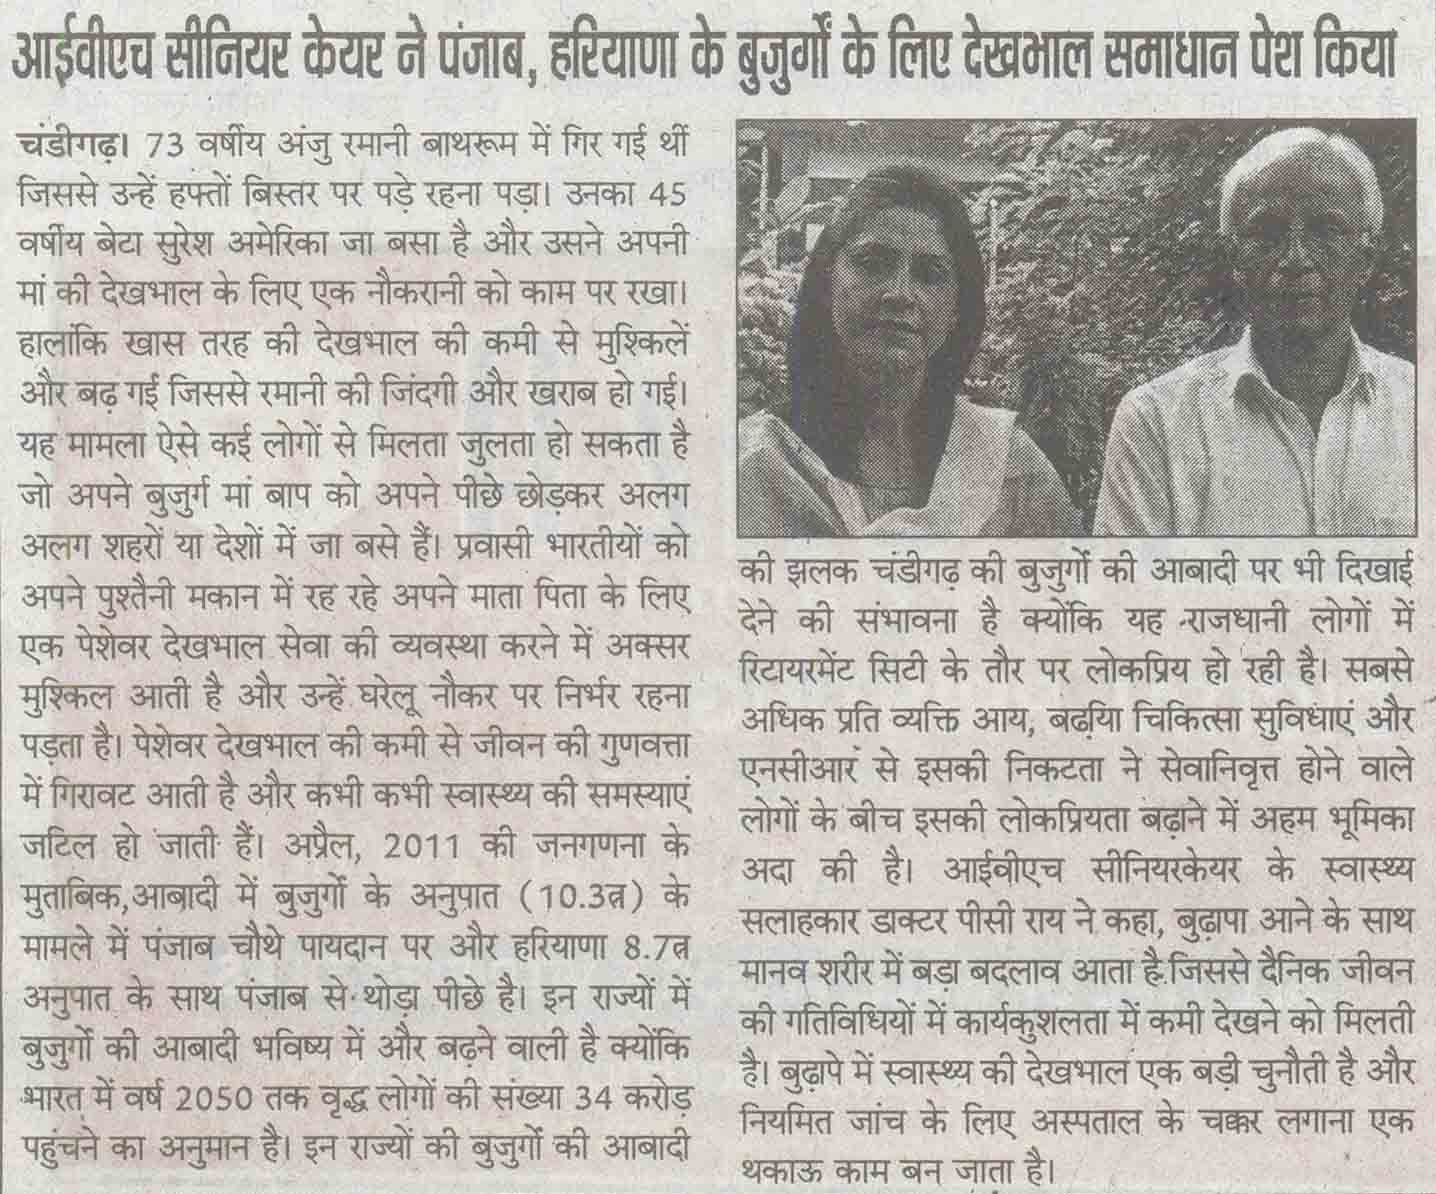 आईवीएच सीनियर केयर ने पंजाब, हरियाणा के बुजुर्गों के लिए देखभाल समाधान पेश किया
चंडीगढ़। 73 वर्षीय अंजु रमानी बाथरूम में गिर गई थीं
जिससे उन्हें हफ्तों बिस्तर पर पड़े रहना पड़ा। उनका 45
वर्षीय बेटा सुरेश अमेरिका जा बसा है और उसने अपनी
मां की देखभाल के लिए एक नौकरानी को काम पर रखा।
हालांकि खास तरह की देखभाल की कमी से मुश्किलें
और बढ़ गईं जिससे रमानी की जिंदगी और खराब हो गई।
यह मामला ऐसे कई लोगों से मिलता जुलता हो सकता है
जो अपने बुजुर्ग मां बाप को अपने पीछे छोड़कर अलग
अलग शहरों या देशों में जा बसे हैं। प्रवासी भारतीयों को
अपने पुश्तैनी मकान में रह रहे अपने माता पिता के लिए
एक पेशेवर देखभाल सेवा की व्यवस्था करने में अक्सर
मुश्किल आती है और उन्हें घरेलू नौकर पर निर्भर रहना
पड़ता है। पेशेवर देखभाल की कमी से जीवन की गुणवत्ता
में गिरावट आती है और कभी कभी स्वास्थ्य की समस्याएं
जटिल हो जाती हैं। अप्रैल, 2011 की जनगणना के
मुताबिक,आबादी में बुजुर्गों के अनुपात (10.3त्न) के
मामले में पंजाब चौथे पायदान पर और हरियाणा 8.7त्न
अनुपात के साथ पंजाब से थोड़ा पीछे है। इन राज्यों में
बुजुर्गों की आबादी भविष्य में और बढ़ने वाली है क्योंकि
भारत में वर्ष 2050 तक वृद्ध लोगों की संख्या 34 करोड़
पहुंचने का अनुमान है। इन राज्यों की बुजुर्गों की आबादी
की झलक चंडीगढ़ की बुजुर्गों की आबादी पर भी दिखाई
देने की संभावना है क्योंकि यह राजधानी लोगों में
रिटायरमेंट सिटी के तौर पर लोकप्रिय हो रही है। सबसे
अधिक प्रति व्यक्ति आय, बढ़यिा चिकित्सा सुविधाएं और
एनसीआर से इसकी निकटता ने सेवानिवृत्त होने वाले
लोगों के बीच इसकी लोकप्रियता बढ़ाने में अहम भूमिका
अदा की है। आईवीएच सीनियरकेयर के स्वास्थ्य
सलाहकार डाक्टर पीसी राय ने कहा, बुढ़ापा आने के साथ
मानव शरीर में बड़ा बदलाव आता है जिससे दैनिक जीवन
की गतिविधियों में कार्यकुशलता में कमी देखने को मिलती
है। बुढ़ापे में स्वास्थ्य की देखभाल एक बड़ी चुनौती है और
नियमित जांच के लिए अस्पताल के चक्कर लगाना एक
थकाऊ काम बन जाता है।